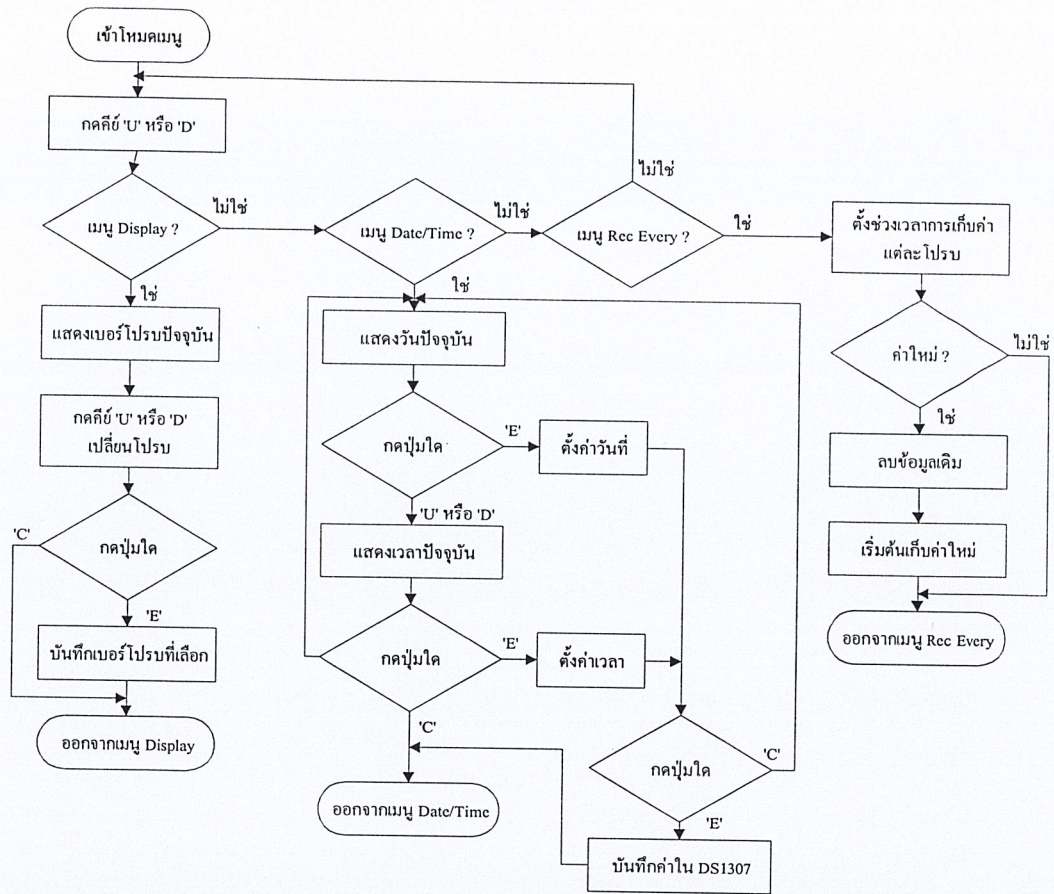 เข้าโหมดเมนู
กดคีย์ 'U' หรือ 'D'
เมนู Display ?
ไม่ใช่
เมนู Date/Time ?
ไม่ใช่
เมนู Rec Every ?
ไม่ใช่
ใช่
ตั้งช่วงเวลาการเก็บค่า
แต่ละโปรบ
ใช่
แสดงเบอร์โปรบปัจจุบัน
กดคีย์ 'U' หรือ 'D'
เปลี่ยนโปรบ
กดปุ่มใด
'C'
'E'
บันทึกเบอร์โปรบที่เลือก
ออกจากเมนู Display
ใช่
แสดงวันปัจจุบัน
กดปุ่มใด
'E'
ตั้งค่าวันที่
'U' หรือ 'D'
แสดงเวลาปัจจุบัน
กดปุ่มใด
'E'
ตั้งค่าเวลา
'C'
ออกจากเมนู Date/Time
กดปุ่มใด
'C'
'E'
บันทึกค่าใน DS1307
ค่าใหม่ ?
ไม่ใช่
ใช่
ลบข้อมูลเดิม
เริ่มต้นเก็บค่าใหม่
ออกจากเมนู Rec Every